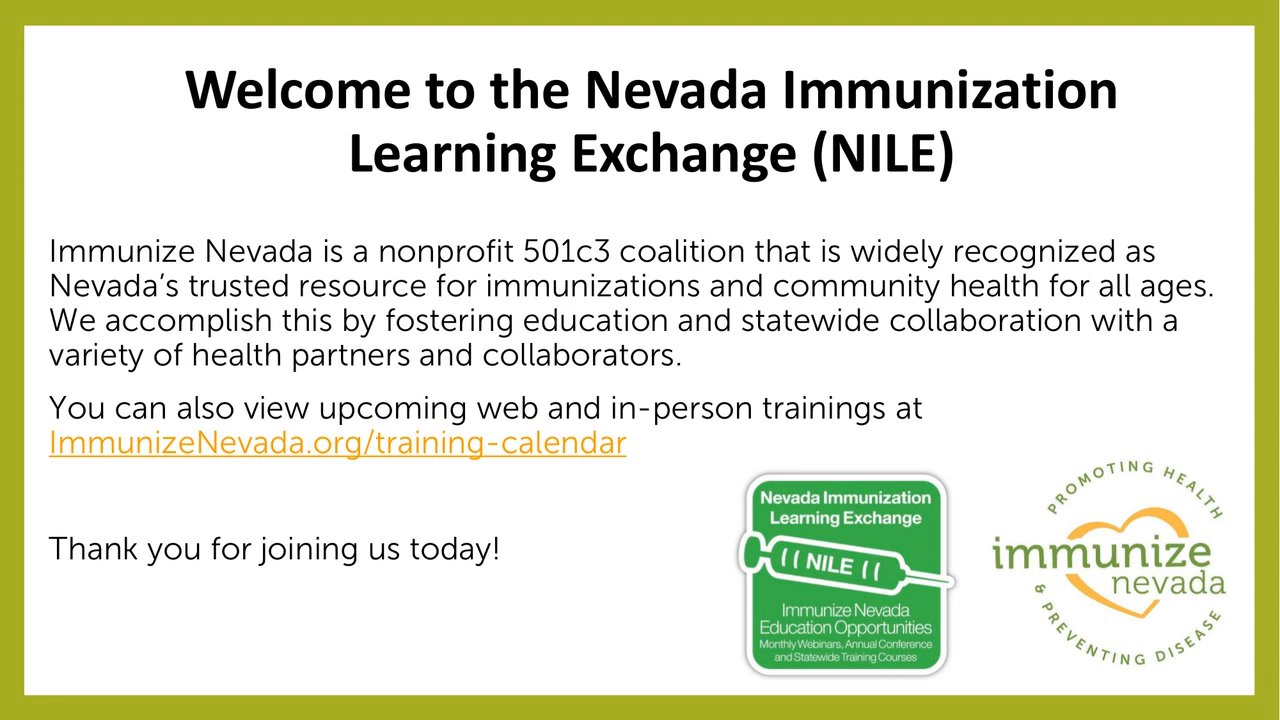 Welcome to the Nevada Immunization
Learning Exchange (NILE)
Immunize Nevada is a nonprofit 501c3 coalition that is widely recognized as
Nevada’s trusted resource for immunizations and community health for all ages.
We accomplish this by fostering education and statewide collaboration with a
variety of health partners and collaborators.
You can also view upcoming web and in-person trainings at
ImmunizeNevada.org/training-calendar
Thank you for joining us today!
Nevada Immunization
Learning Exchange
NILE
Immunize Nevada
Education Opportunities
Monthly Webinars, Annual Conference
and Statewide Training Courses
PROMOTING HEALTH
immunize
nevada
& PREVENTING DISEASE